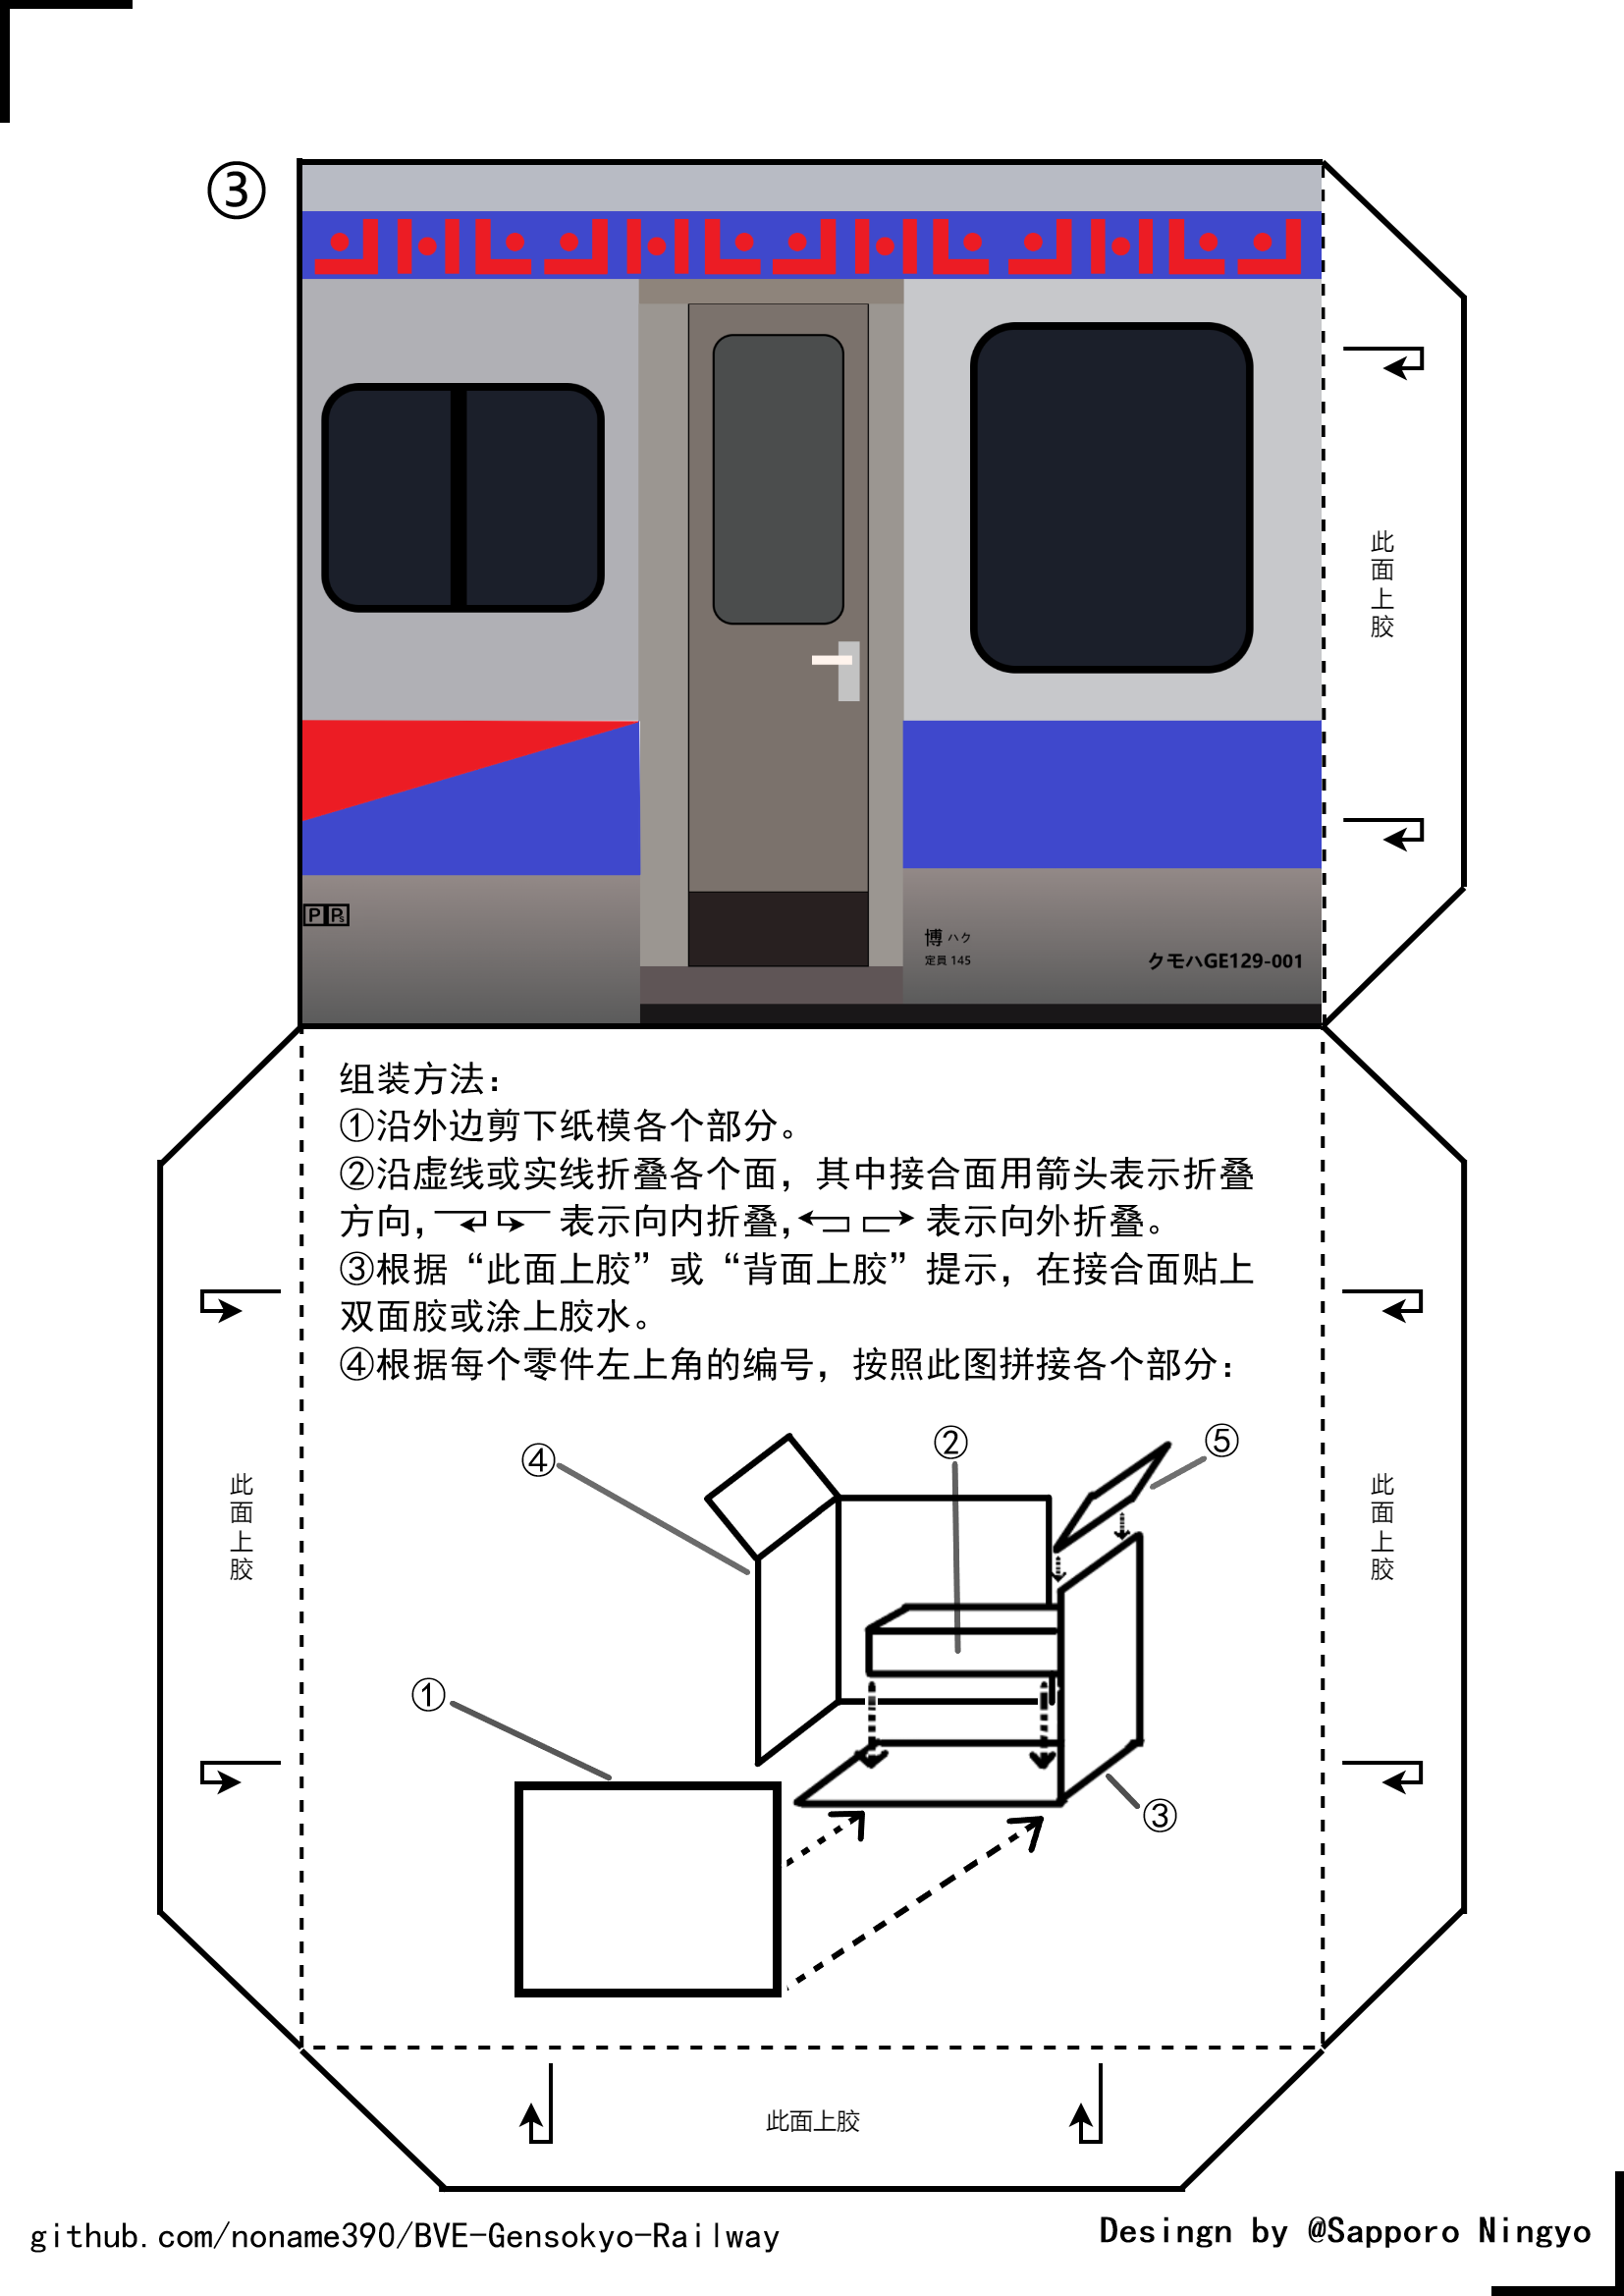 ③
此面上胶
P Ps
博 ハク
定員 145
クモハGE129-001
组装方法：
①沿外边剪下纸模各个部分。
②沿虚线或实线折叠各个面，其中接合面用箭头表示折叠
方向， 表示向内折叠， 表示向外折叠。
③根据“此面上胶”或“背面上胶”提示，在接合面贴上
双面胶或涂上胶水。
④根据每个零件左上角的编号，按照此图拼接各个部分：
④
②
⑤
此面上胶
此面上胶
①
③
此面上胶
github.com/noname390/BVE-Gensokyo-Railway
Desingn by @Sapporo Ningyo